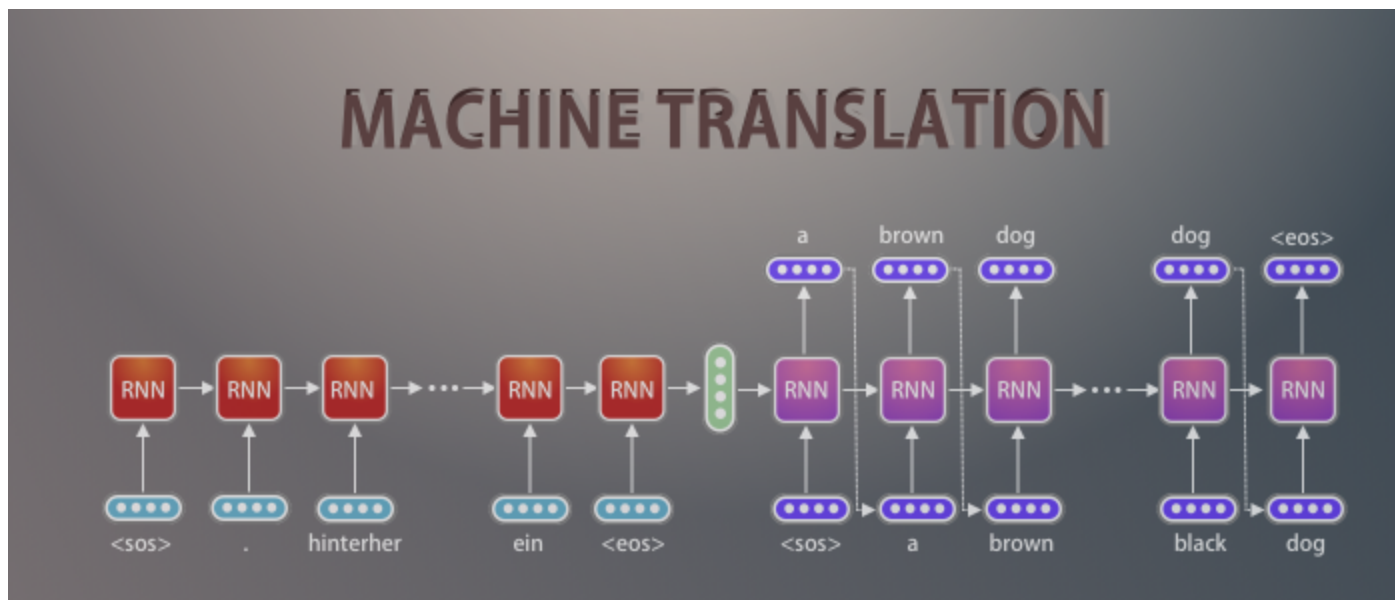 MACHINE TRANSLATION
a brown dog dog <eos>
RNN RNN RNN RNN RNN RNN RNN RNN RNN RNN
<sos> . hinterher ein <eos> <sos> a brown black dog